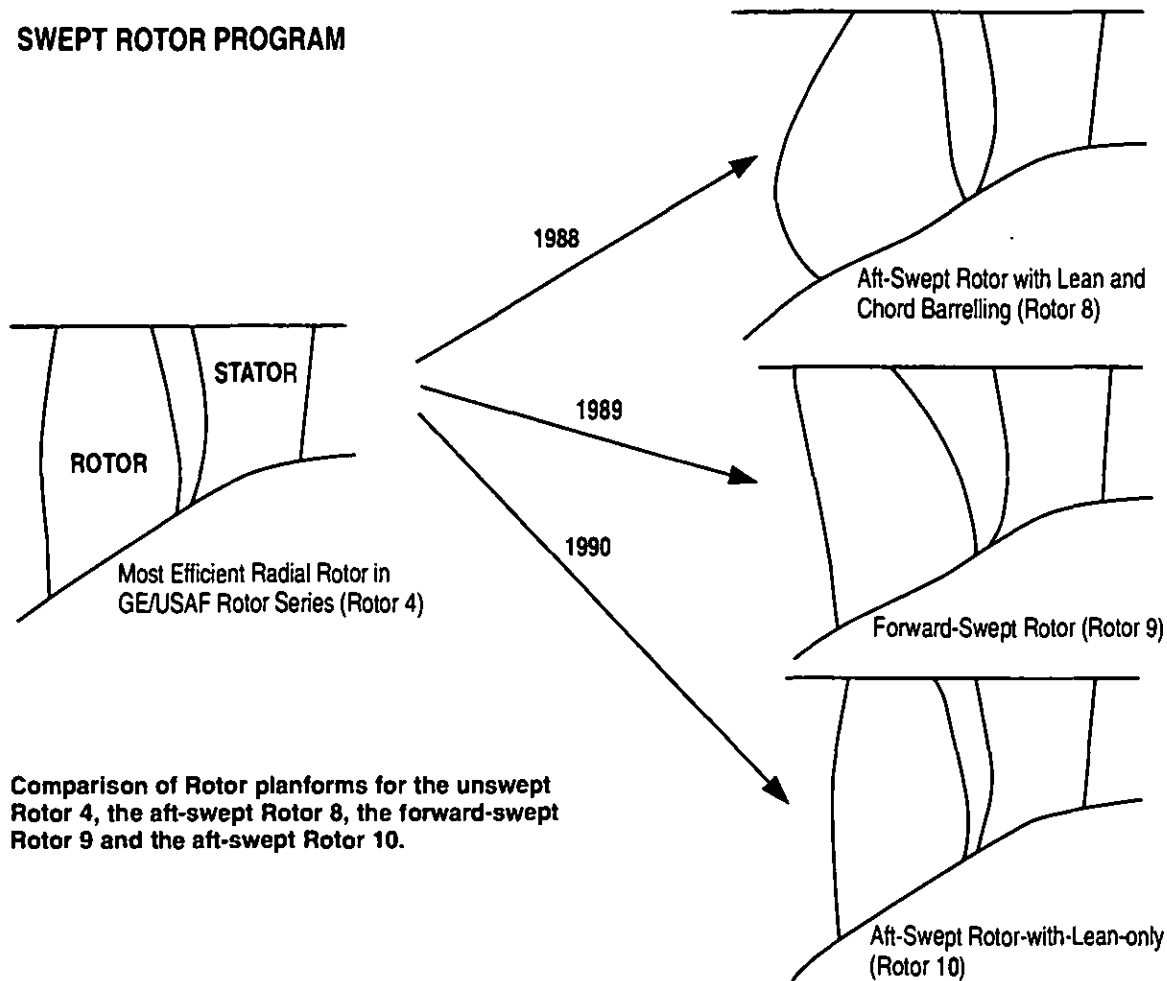 SWEPT ROTOR PROGRAM
1988
Aft-Swept Rotor with Lean and
Chord Barrelling (Rotor 8)
STATOR
ROTOR
Most Efficient Radial Rotor in
GE/USAF Rotor Series (Rotor 4)
1989
Forward-Swept Rotor (Rotor 9)
1990
Aft-Swept Rotor-with-Lean-only
(Rotor 10)
Comparison of Rotor planforms for the unswept
Rotor 4, the aft-swept Rotor 8, the forward-swept
Rotor 9 and the aft-swept Rotor 10.